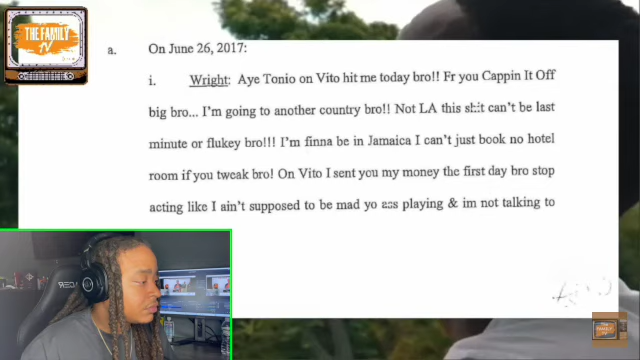 THE FAMILY
TV
a. On June 26, 2017:
i. Wright: Aye Tonio on Vito hit me today bro!! Fr you Cappin It Off
big bro... I'm going to another country bro!! Not LA this sh:t can't be last
minute or flukey bro!!! I'm finna be in Jamaica I can't just book no hotel
room if you tweak bro! On Vito I sent you my money the first day bro stop
acting like I ain't supposed to be mad yo ass playing & im not talking to